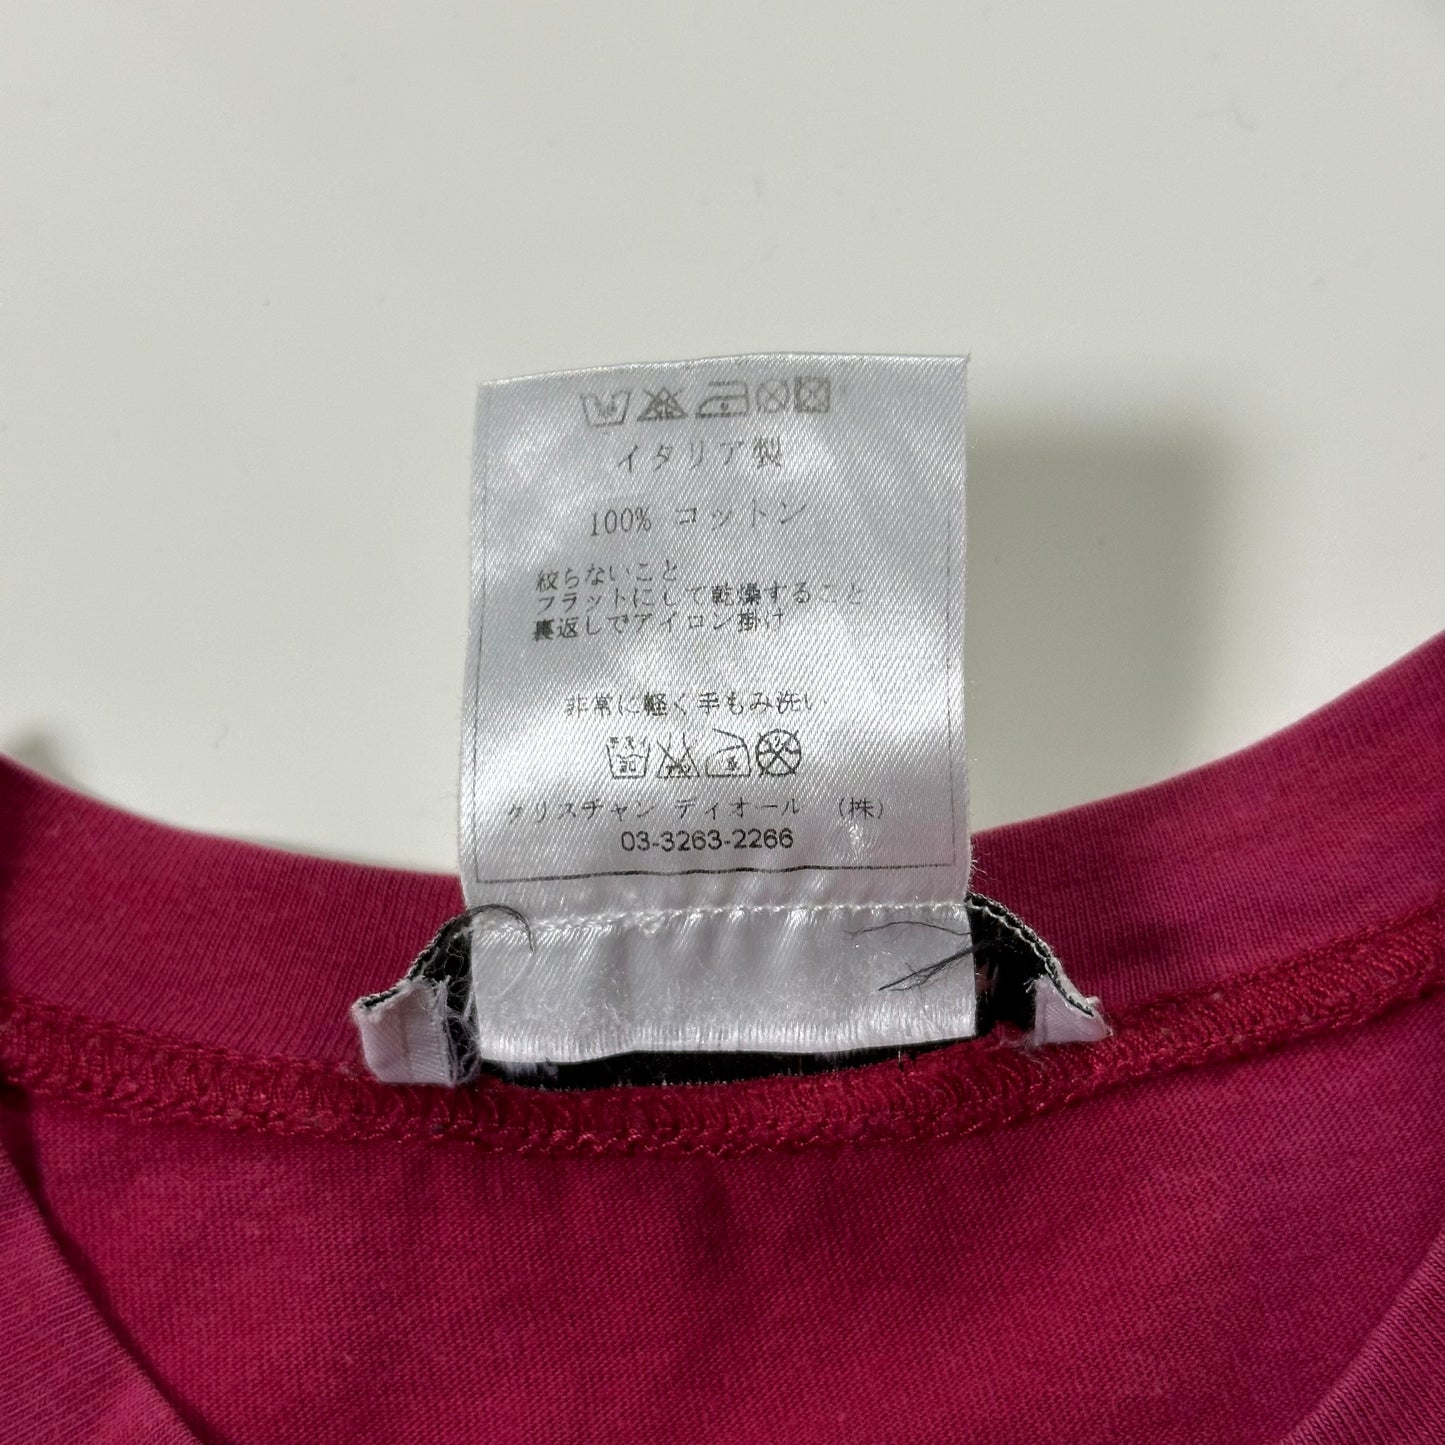 イタリア製
100% コットン
絞らないこと
フラットにして乾燥すること
裏返しでアイロン掛け
非常に軽く手もみ洗い
クリスチャン ディオール (株)
03-3263-2266